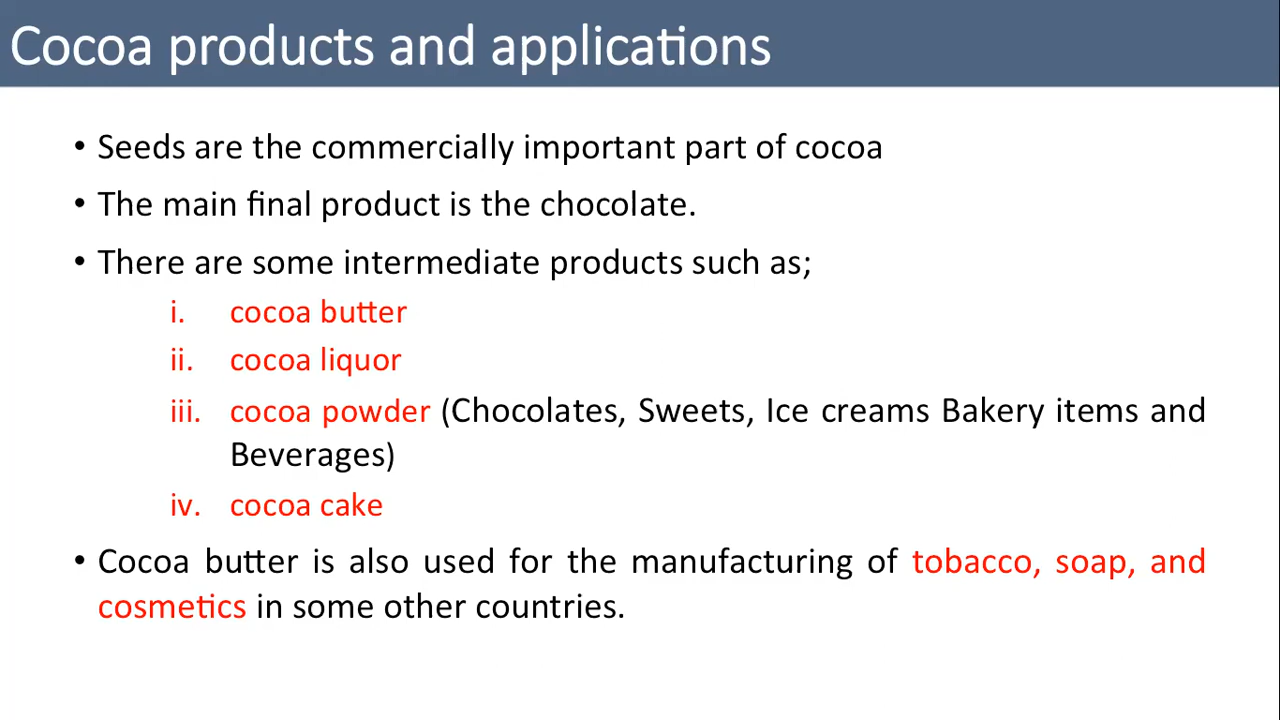 Cocoa products and applications
• Seeds are the commercially important part of cocoa
• The main final product is the chocolate.
• There are some intermediate products such as;
i. cocoa butter
ii. cocoa liquor
iii. cocoa powder (Chocolates, Sweets, Ice creams Bakery items and
Beverages)
iv. cocoa cake
• Cocoa butter is also used for the manufacturing of tobacco, soap, and
cosmetics in some other countries.